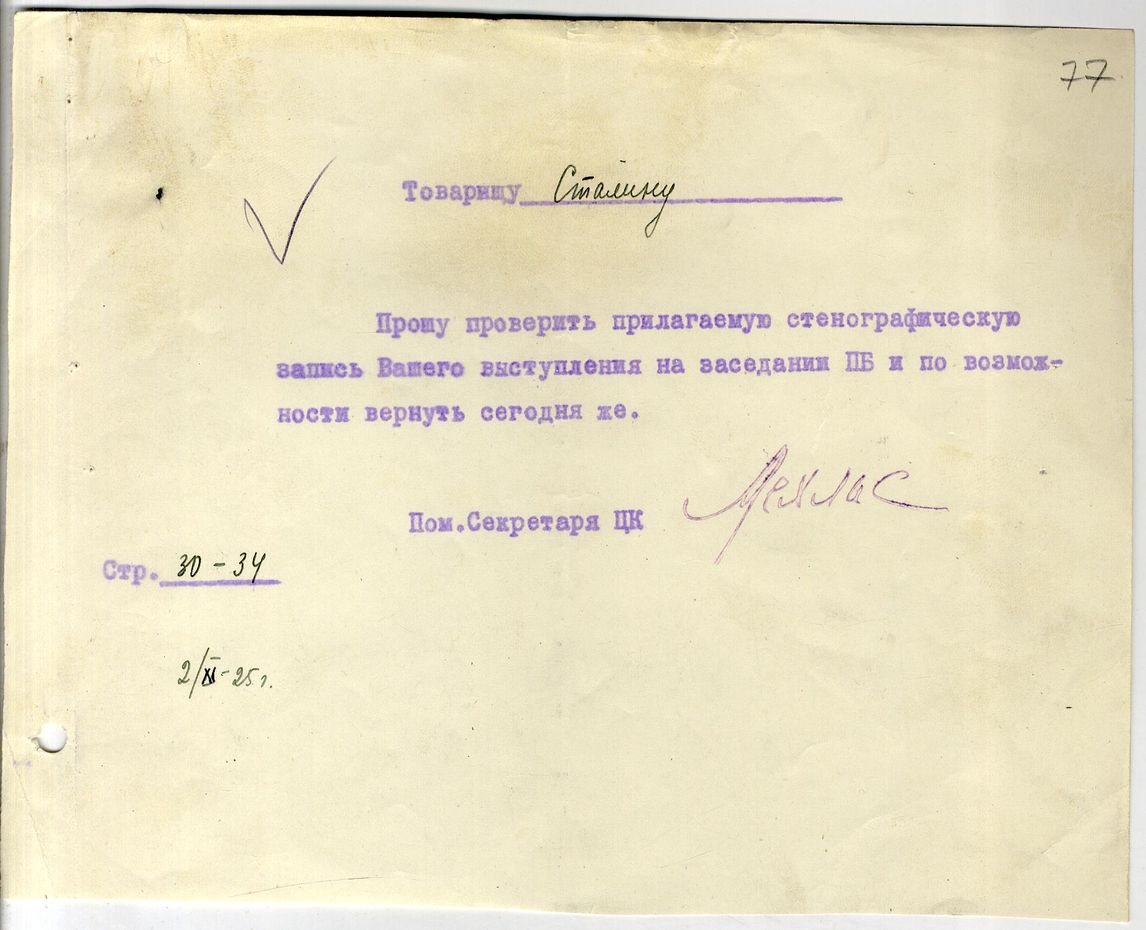 77
Товарищу Сталину
Прошу проверить прилагаемую стенографическую
запись Вашего выступления на заседании ПБ и по возмож-
ности вернуть сегодня же.
Пом.Секретаря ЦК Мехлис
Стр. 30 - 34
2/XI-25г.